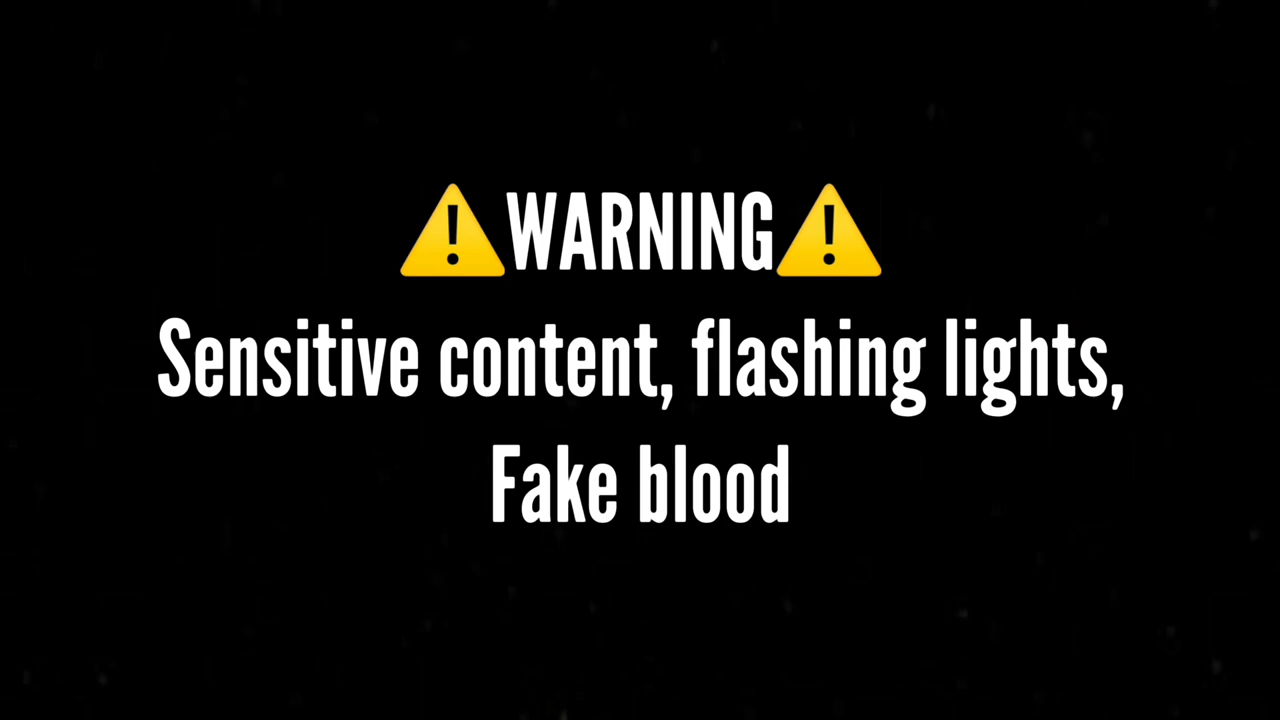 ⚠️WARNING⚠️
Sensitive content, flashing lights,
Fake blood